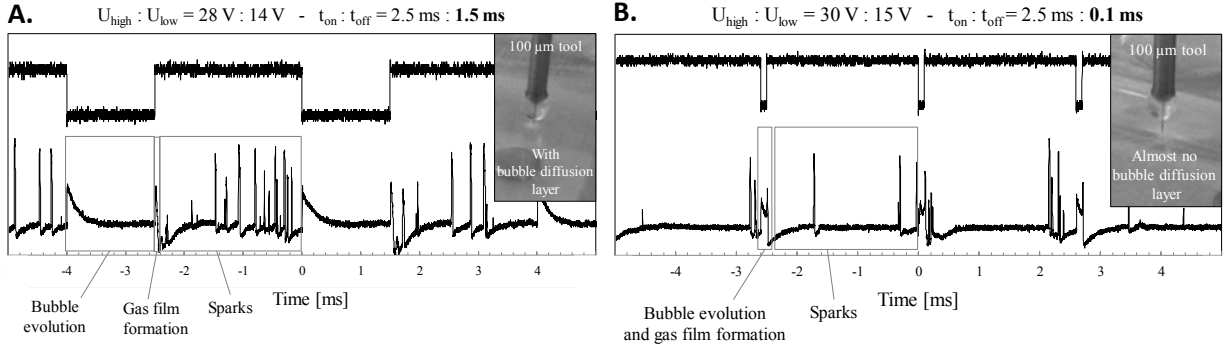 A.
U_high : U_low = 28 V : 14 V - t_on : t_off = 2.5 ms : 1.5 ms
100 µm tool
With
bubble diffusion
layer
-4 -3 -2 -1 0 1 2 3 4
Time [ms]
Bubble
evolution
Gas film
formation
Sparks
B.
U_high : U_low = 30 V : 15 V - t_on : t_off = 2.5 ms : 0.1 ms
100 µm tool
Almost no
bubble diffusion
layer
-4 -3 -2 -1 0 1 2 3 4
Time [ms]
Bubble evolution
and gas film formation
Sparks